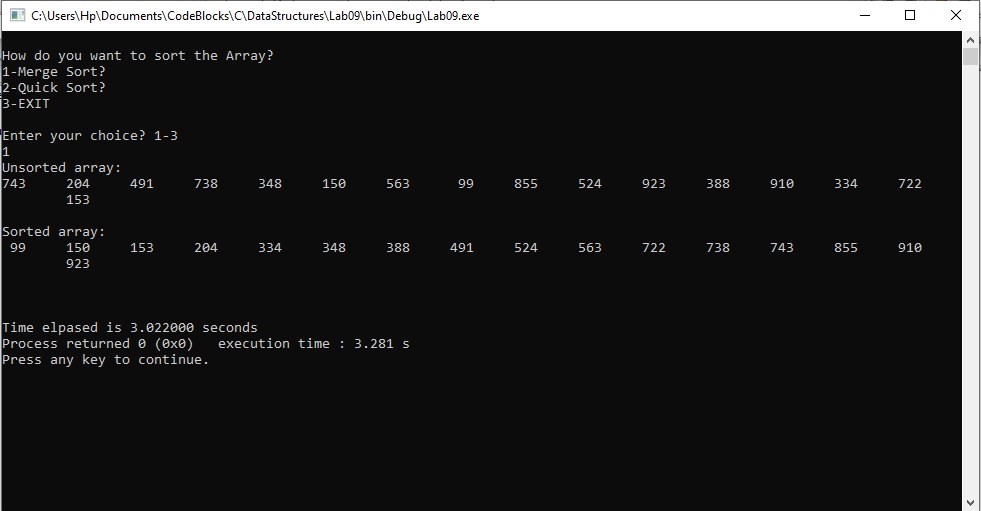 C:\Users\Hp\Documents\CodeBlocks\C\DataStructures\Lab09\bin\Debug\Lab09.exe
How do you want to sort the Array?
1-Merge Sort?
2-Quick Sort?
3-EXIT
Enter your choice? 1-3
1
Unsorted array:
743 204 491 738 348 150 563 99 855 524 923 388 910 334 722
153
Sorted array:
99 150 153 204 334 348 388 491 524 563 722 738 743 855 910
923
Time elpased is 3.022000 seconds
Process returned 0 (0x0) execution time : 3.281 s
Press any key to continue.